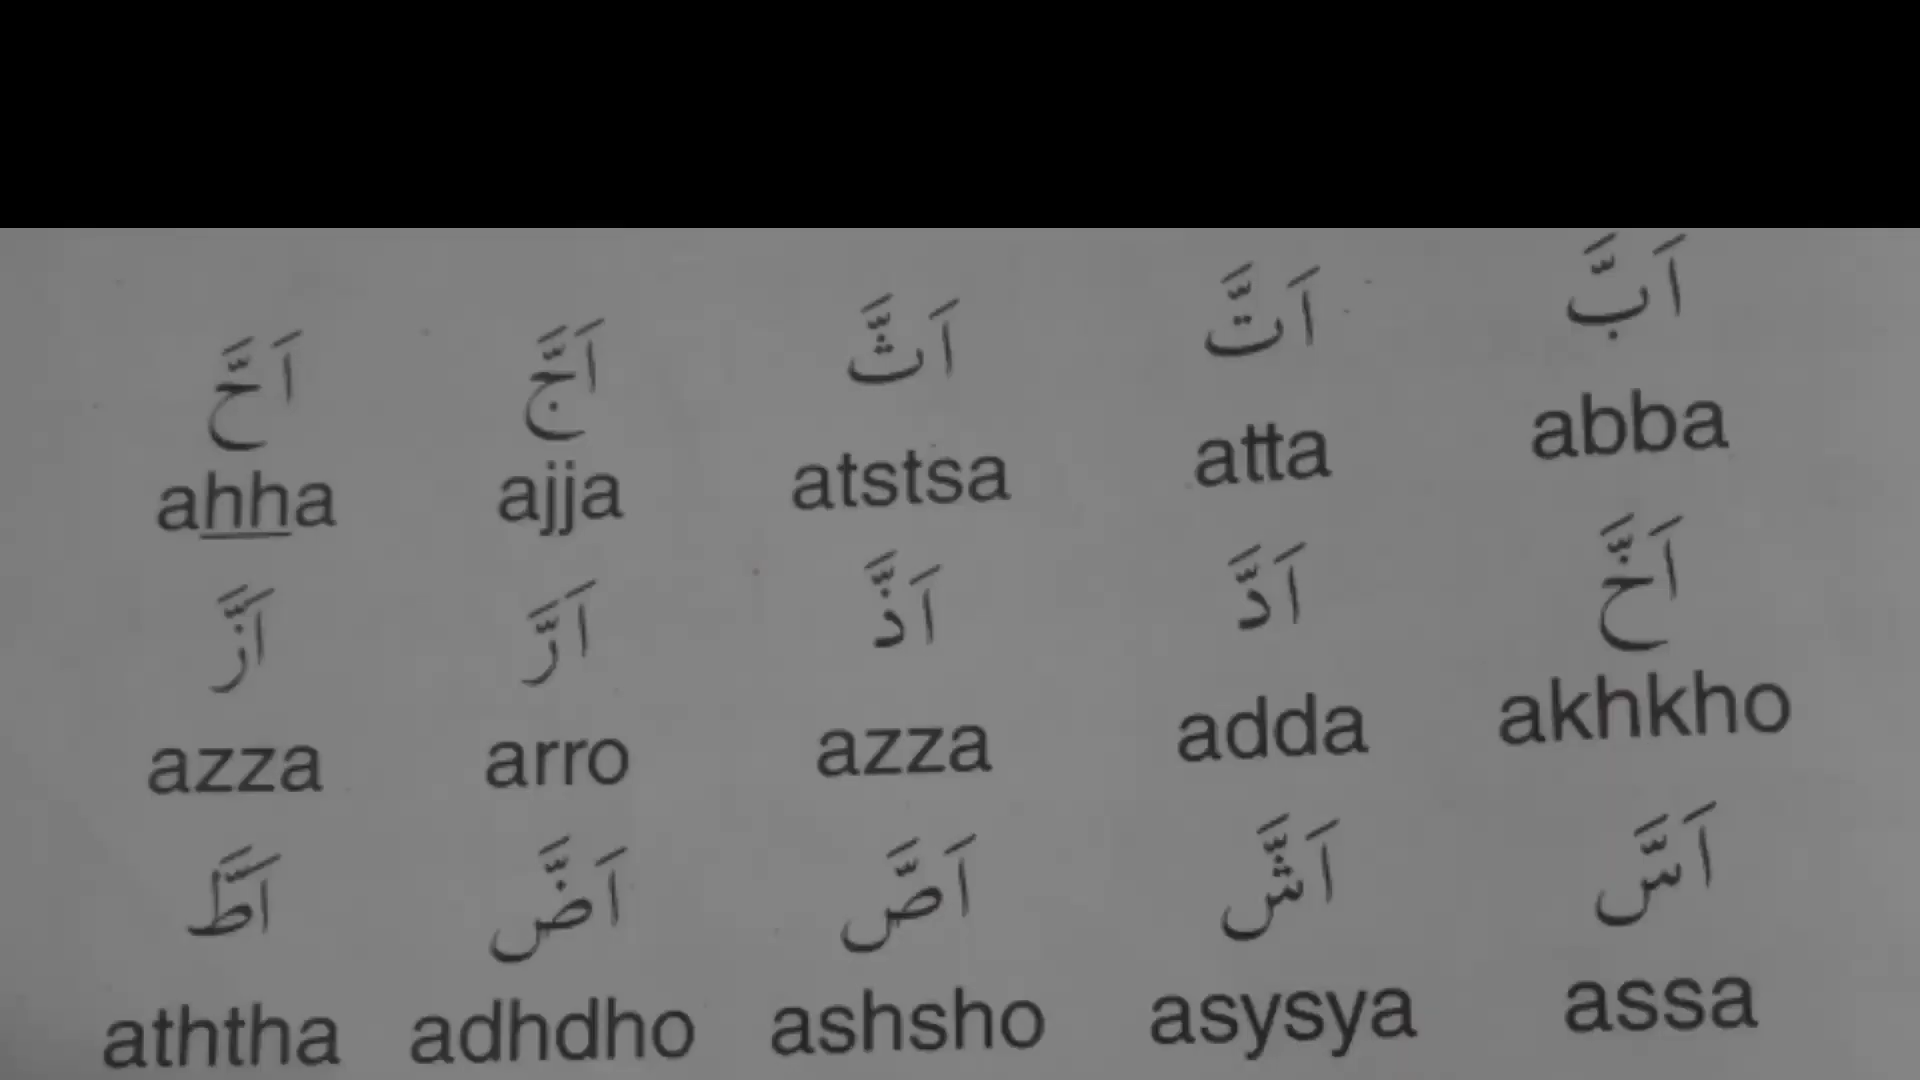 اَبَّ اَتَّ اَثَّ اَجَّ اَحَّ
abba atta atstsa ajja ahha
اَخَّ اَدَّ اَذَّ اَرَّ اَزَّ
akhkho adda azza arro azza
اَسَّ اَشَّ اَصَّ اَضَّ اَطَّ
assa asysya ashsho adhdho aththa